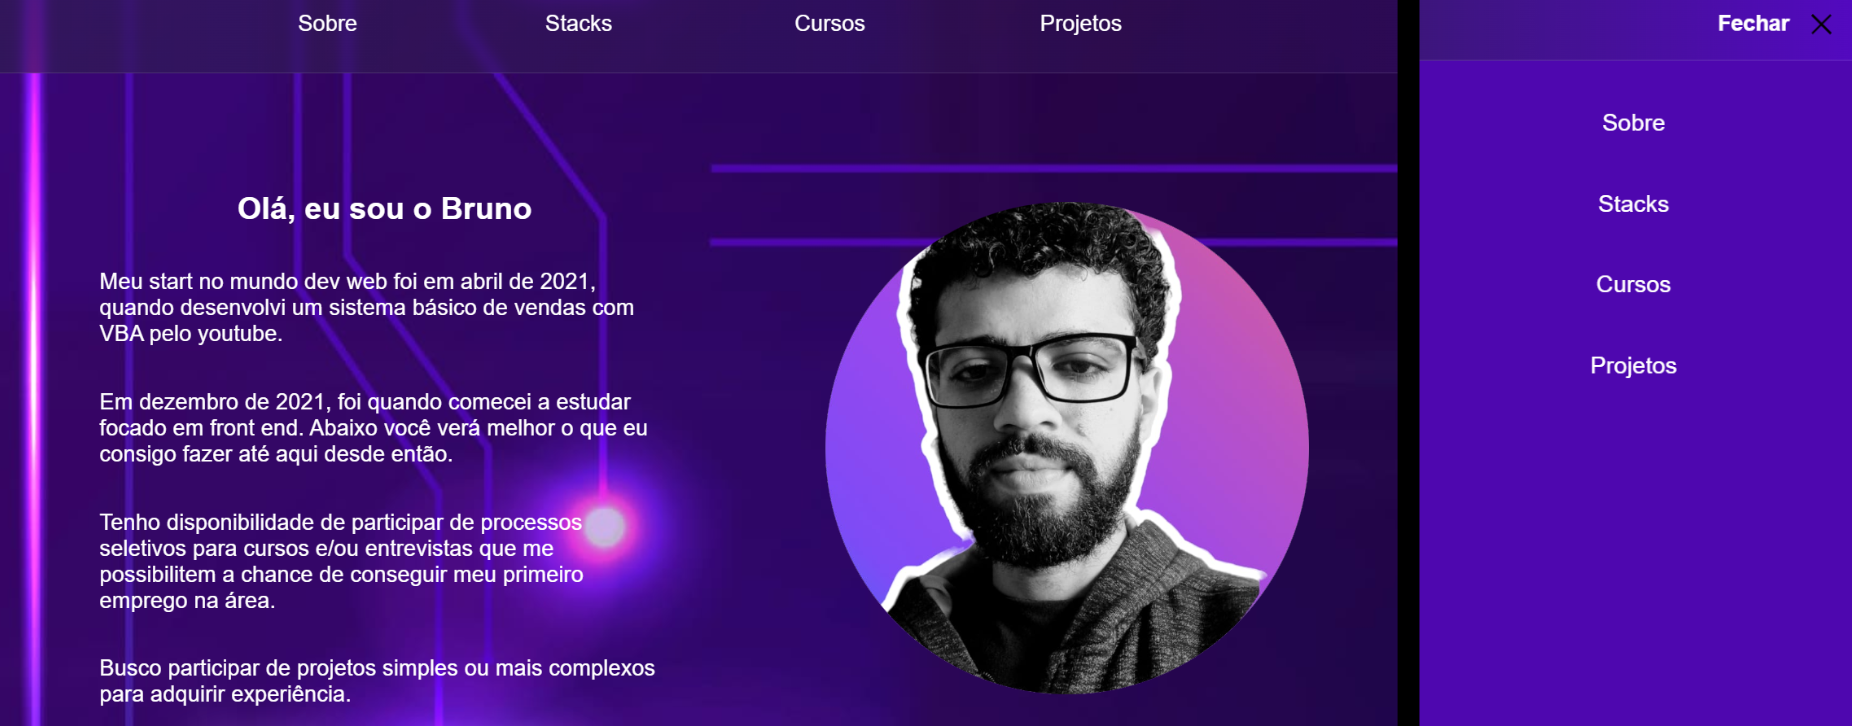 Sobre
Stacks
Cursos
Projetos
Olá, eu sou o Bruno
Meu start no mundo dev web foi em abril de 2021,
quando desenvolvi um sistema básico de vendas com
VBA pelo youtube.
Em dezembro de 2021, foi quando comecei a estudar
focado em front end. Abaixo você verá melhor o que eu
consigo fazer até aqui desde então.
Tenho disponibilidade de participar de processos
seletivos para cursos e/ou entrevistas que me
possibilitem a chance de conseguir meu primeiro
emprego na área.
Busco participar de projetos simples ou mais complexos
para adquirir experiência.
Fechar
Sobre
Stacks
Cursos
Projetos